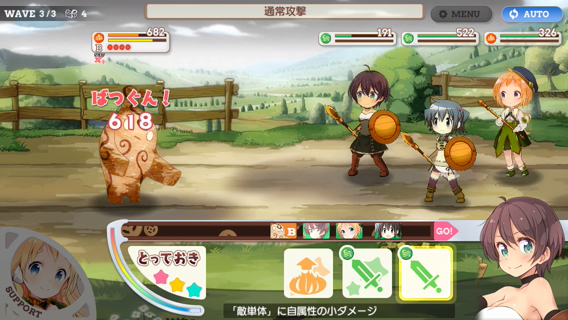 WAVE 3/3 4
通常攻撃
MENU
AUTO
682
191
522
326
ばつぐん!
618
B
GO!
とっておき
SUPPORT
「敵単体」に自属性の小ダメージ